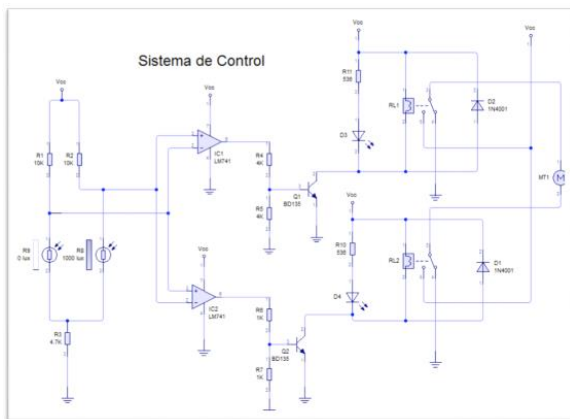 Sistema de Control
Vcc
Vcc
Vcc
Vcc
R11
538
D3
RL1
D2
1N4001
MT1
R1
10K
R2
10K
IC1
LM741
R4
4K
R5
4K
Q1
BD135
Vcc
R10
538
D4
RL2
D1
1N4001
R9
0 lux
R8
1000 lux
R3
4.7K
Vcc
IC2
LM741
R6
1K
R7
1K
Q2
BD135